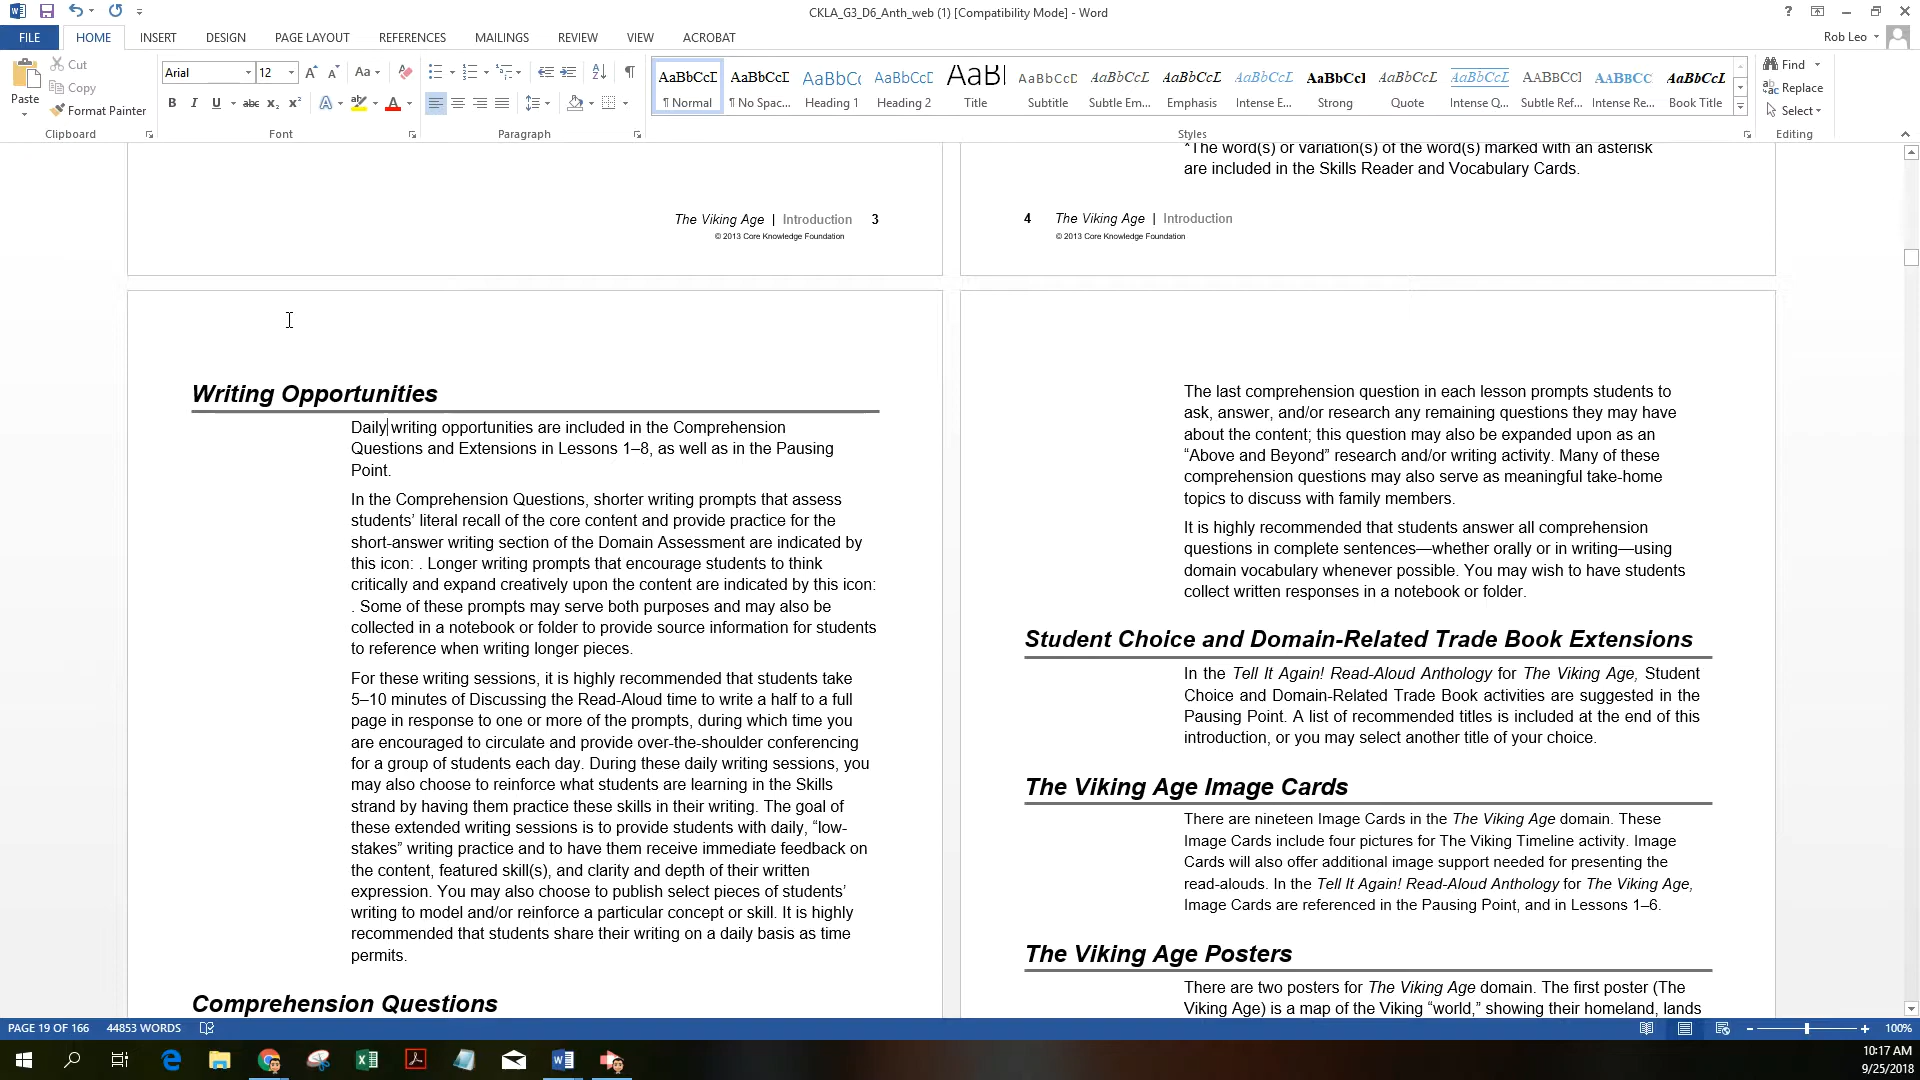 CKLA_G3_D6_Anth_web (1) [Compatibility Mode] - Word
FILE HOME INSERT DESIGN PAGE LAYOUT REFERENCES MAILINGS REVIEW VIEW ACROBAT
Rob Leo
Paste
Cut
Copy
Format Painter
Clipboard
Arial 12
Font
Paragraph
AaBbCcD AaBbCcD AaBbC AaBbCcD AaBl AaBbCcD AaBbCcL AaBbCcL AaBbCcL AaBbCcl AaBbCcL AaBbCcL AABBCCI AABBCC AaBbCcL
¶ Normal ¶ No Spac... Heading 1 Heading 2 Title Subtitle Subtle Em... Emphasis Intense E... Strong Quote Intense Q... Subtle Ref... Intense Re... Book Title
Styles
Find
Replace
Select
Editing
The Viking Age | Introduction 3
© 2013 Core Knowledge Foundation
*The word(s) or variation(s) of the word(s) marked with an asterisk
are included in the Skills Reader and Vocabulary Cards.
4 The Viking Age | Introduction
© 2013 Core Knowledge Foundation
Writing Opportunities
Daily writing opportunities are included in the Comprehension
Questions and Extensions in Lessons 1–8, as well as in the Pausing
Point.
In the Comprehension Questions, shorter writing prompts that assess
students’ literal recall of the core content and provide practice for the
short-answer writing section of the Domain Assessment are indicated by
this icon: . Longer writing prompts that encourage students to think
critically and expand creatively upon the content are indicated by this icon:
. Some of these prompts may serve both purposes and may also be
collected in a notebook or folder to provide source information for students
to reference when writing longer pieces.
For these writing sessions, it is highly recommended that students take
5–10 minutes of Discussing the Read-Aloud time to write a half to a full
page in response to one or more of the prompts, during which time you
are encouraged to circulate and provide over-the-shoulder conferencing
for a group of students each day. During these daily writing sessions, you
may also choose to reinforce what students are learning in the Skills
strand by having them practice these skills in their writing. The goal of
these extended writing sessions is to provide students with daily, “low-
stakes” writing practice and to have them receive immediate feedback on
the content, featured skill(s), and clarity and depth of their written
expression. You may also choose to publish select pieces of students’
writing to model and/or reinforce a particular concept or skill. It is highly
recommended that students share their writing on a daily basis as time
permits.
Comprehension Questions
The last comprehension question in each lesson prompts students to
ask, answer, and/or research any remaining questions they may have
about the content; this question may also be expanded upon as an
“Above and Beyond” research and/or writing activity. Many of these
comprehension questions may also serve as meaningful take-home
topics to discuss with family members.
It is highly recommended that students answer all comprehension
questions in complete sentences—whether orally or in writing—using
domain vocabulary whenever possible. You may wish to have students
collect written responses in a notebook or folder.
Student Choice and Domain-Related Trade Book Extensions
In the Tell It Again! Read-Aloud Anthology for The Viking Age, Student
Choice and Domain-Related Trade Book activities are suggested in the
Pausing Point. A list of recommended titles is included at the end of this
introduction, or you may select another title of your choice.
The Viking Age Image Cards
There are nineteen Image Cards in the The Viking Age domain. These
Image Cards include four pictures for The Viking Timeline activity. Image
Cards will also offer additional image support needed for presenting the
read-alouds. In the Tell It Again! Read-Aloud Anthology for The Viking Age,
Image Cards are referenced in the Pausing Point, and in Lessons 1–6.
The Viking Age Posters
There are two posters for The Viking Age domain. The first poster (The
Viking Age) is a map of the Viking “world,” showing their homeland, lands
PAGE 19 OF 166 44853 WORDS
100%
10:17 AM
9/25/2018